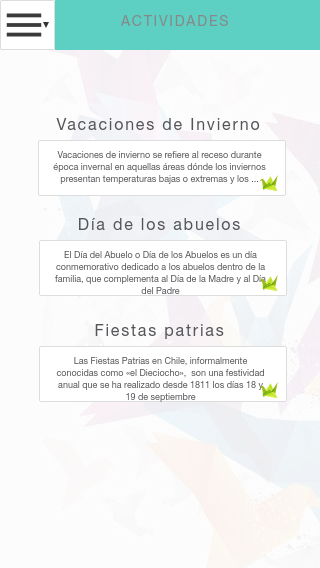 ACTIVIDADES
Vacaciones de Invierno
Vacaciones de invierno se refiere al receso durante
época invernal en aquellas áreas dónde los inviernos
presentan temperaturas bajas o extremas y los ...
Día de los abuelos
El Día del Abuelo o Día de los Abuelos es un día
conmemorativo dedicado a los abuelos dentro de la
familia, que complementa al Día de la Madre y al Día
del Padre
Fiestas patrias
Las Fiestas Patrias en Chile, informalmente
conocidas como «el Dieciocho», son una festividad
anual que se ha realizado desde 1811 los días 18 y
19 de septiembre